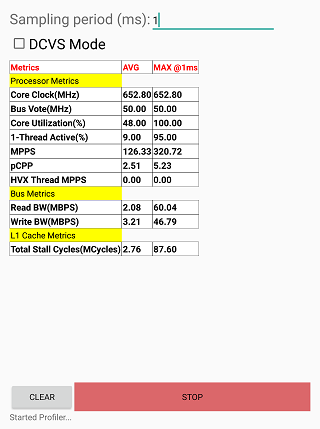 Sampling period (ms): 1
DCVS Mode
Metrics AVG MAX @1ms
Processor Metrics
Core Clock(MHz) 652.80 652.80
Bus Vote(MHz) 50.00 50.00
Core Utilization(%) 48.00 100.00
1-Thread Active(%) 9.00 95.00
MPPS 126.33 320.72
pCPP 2.51 5.23
HVX Thread MPPS 0.00 0.00
Bus Metrics
Read BW(MBPS) 2.08 60.04
Write BW(MBPS) 3.21 46.79
L1 Cache Metrics
Total Stall Cycles(MCycles) 2.76 87.60
CLEAR STOP
Started Profiler...